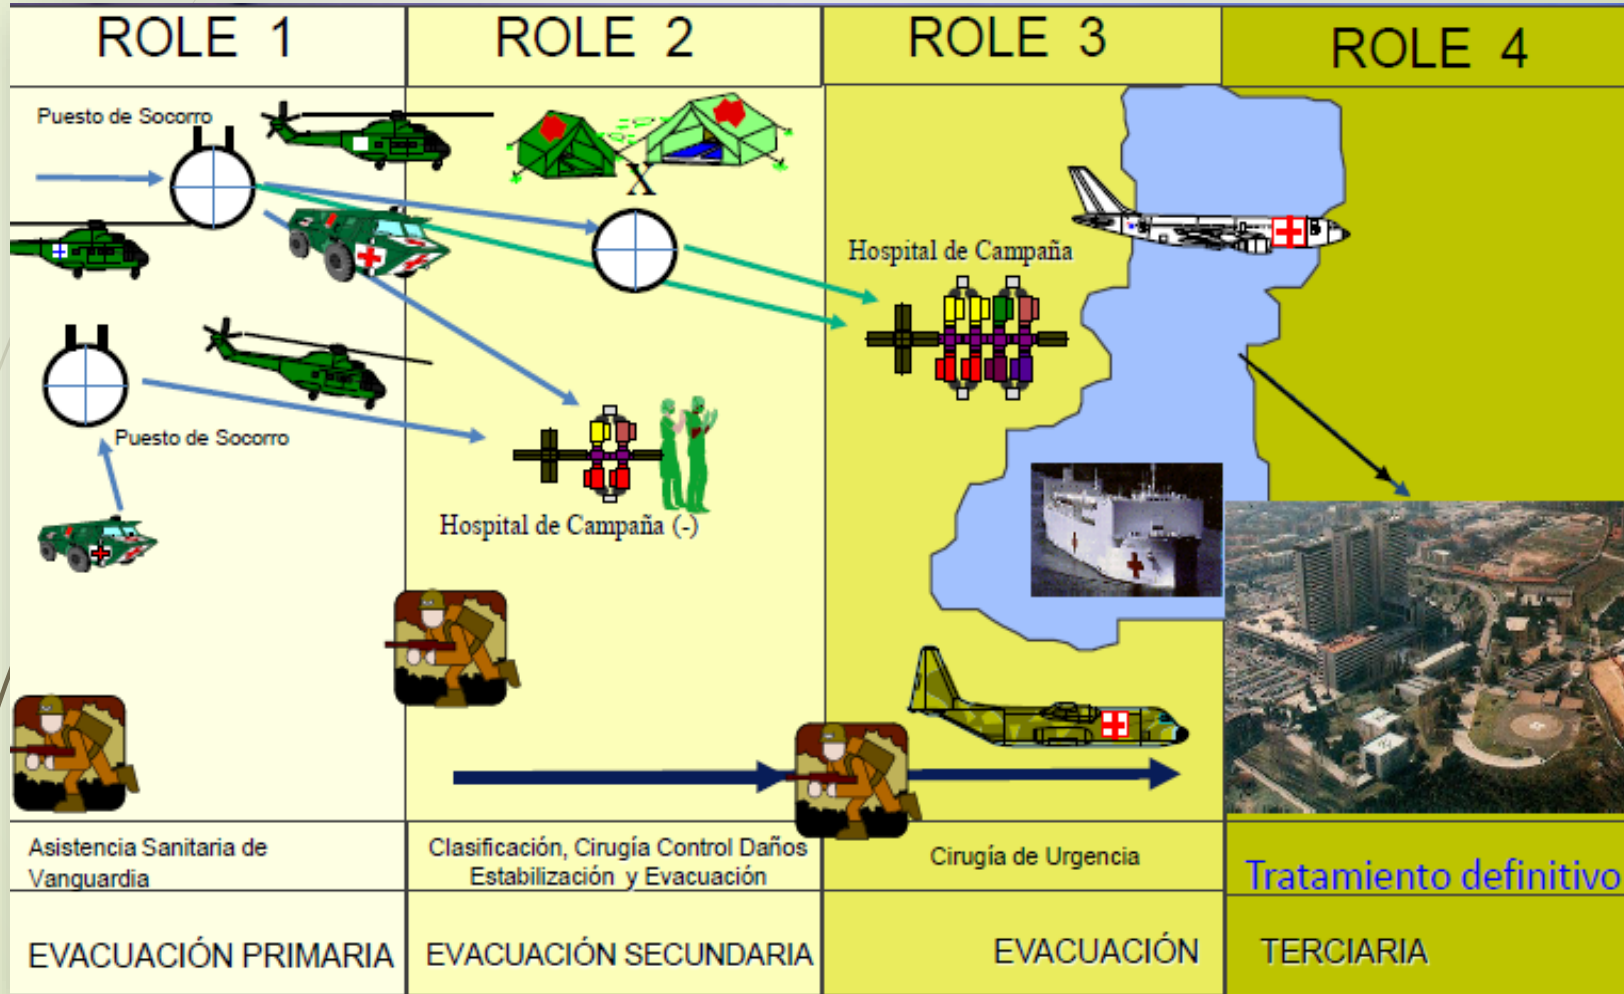 ROLE 1
ROLE 2
ROLE 3
ROLE 4
Puesto de Socorro
X
Hospital de Campaña
Puesto de Socorro
Hospital de Campaña (-)
Asistencia Sanitaria de
Vanguardia
Clasificación, Cirugía Control Daños
Estabilización y Evacuación
Cirugía de Urgencia
Tratamiento definitivo
EVACUACIÓN PRIMARIA
EVACUACIÓN SECUNDARIA
EVACUACIÓN
TERCIARIA